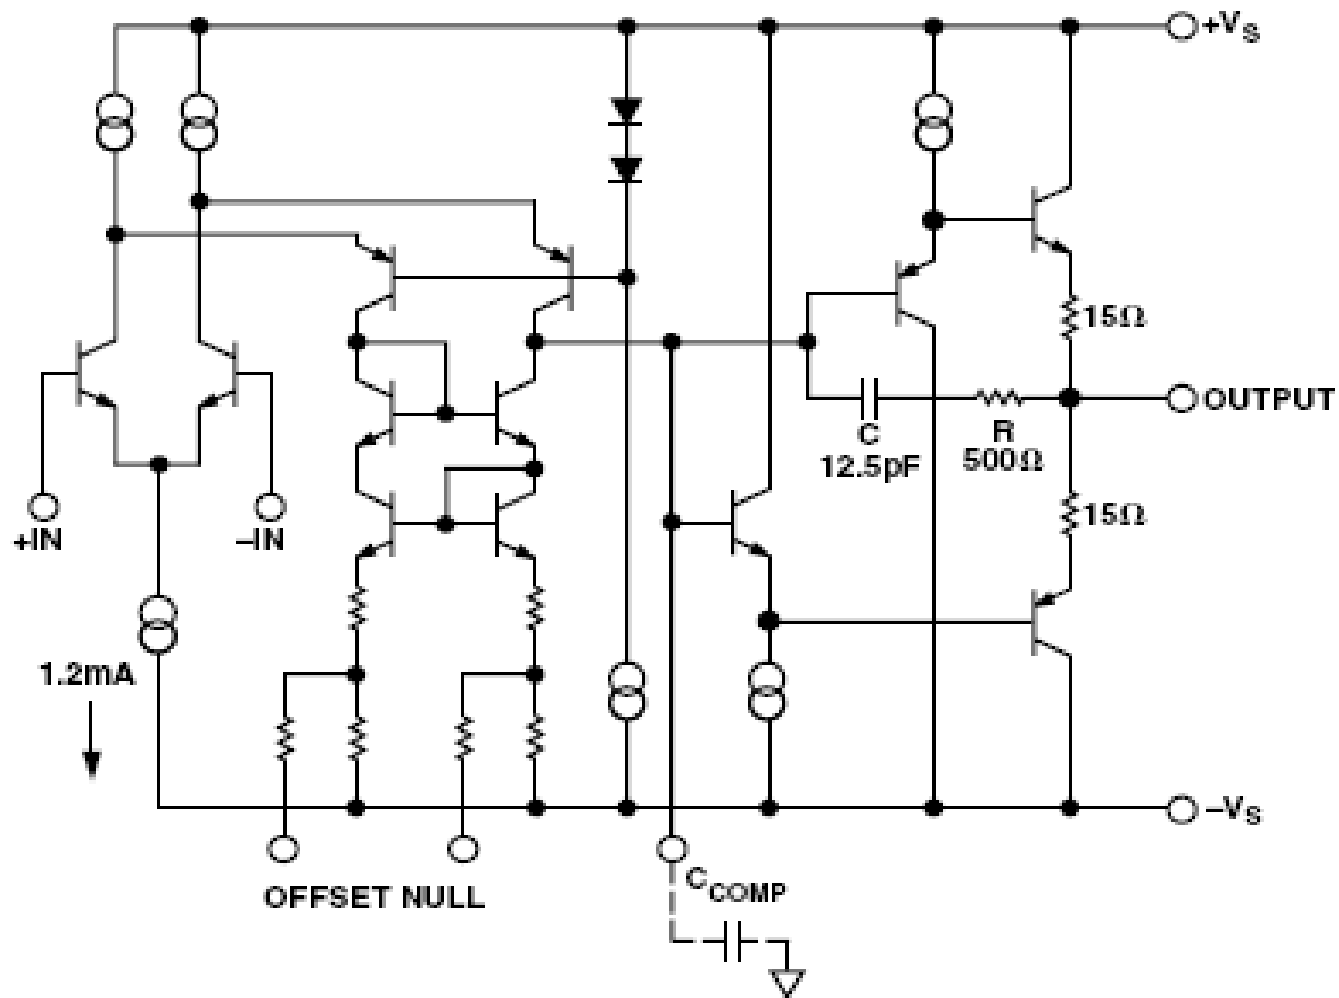 +VS
15Ω
OUTPUT
C
12.5pF
R
500Ω
15Ω
+IN
–IN
1.2mA
–VS
OFFSET NULL
CCOMP